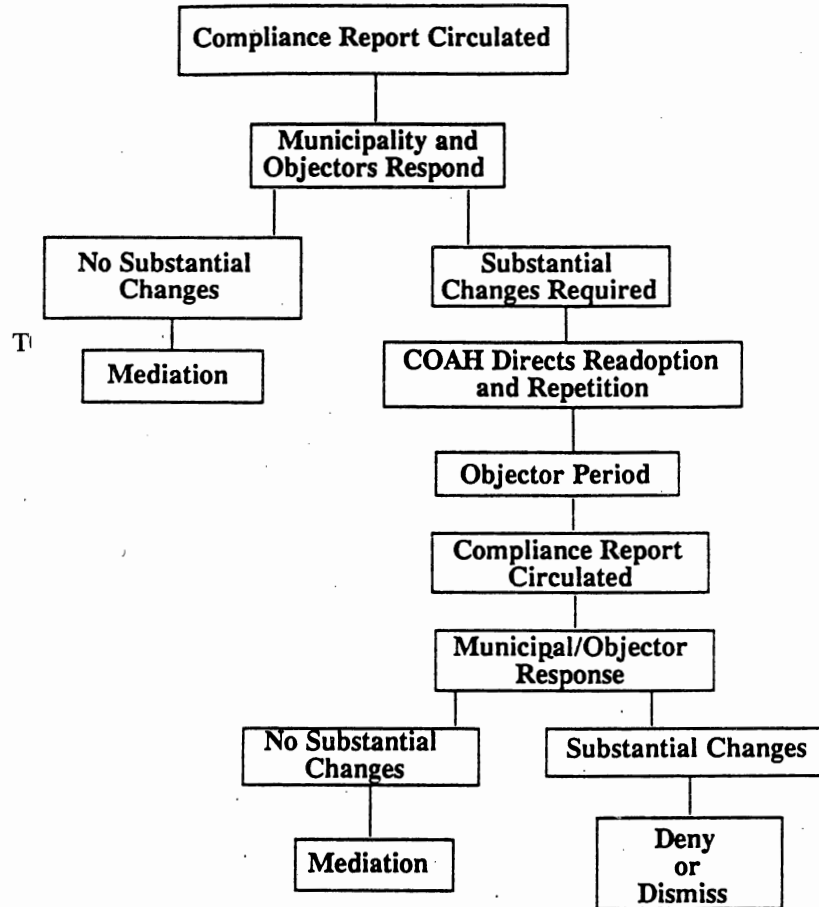 Compliance Report Circulated
Municipality and
Objectors Respond
No Substantial
Changes
Substantial
Changes Required
Mediation
COAH Directs Readoption
and Repetition
Objector Period
Compliance Report
Circulated
Municipal/Objector
Response
No Substantial
Changes
Substantial Changes
Mediation
Deny
or
Dismiss